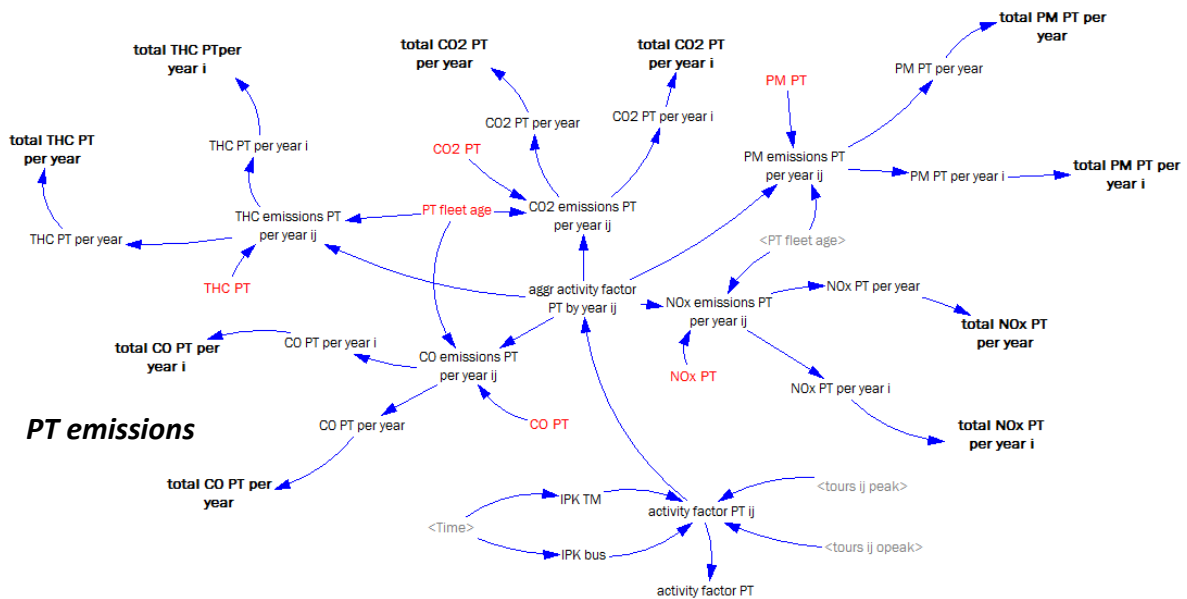 total THC PTper
year i
total CO2 PT
per year
total CO2 PT
per year i
total PM PT per
year
PM PT per year
PM PT
CO2 PT per year
CO2 PT per year i
total THC PT
per year
THC PT per year i
CO2 PT
PM emissions PT
per year ij
PM PT per year i
total PM PT per
year i
THC emissions PT
per year ij
PT fleet age
CO2 emissions PT
per year ij
THC PT per year
<PT fleet age>
THC PT
aggr activity factor
PT by year ij
NOx emissions PT
per year ij
NOx PT per year
total NOx PT
per year
total CO PT per
year i
CO PT per year i
CO emissions PT
per year ij
NOx PT
NOx PT per year i
PT emissions
CO PT per year
CO PT
total NOx PT
per year i
total CO PT per
year
<tours ij peak>
IPK TM
activity factor PT ij
<Time>
IPK bus
<tours ij opeak>
activity factor PT